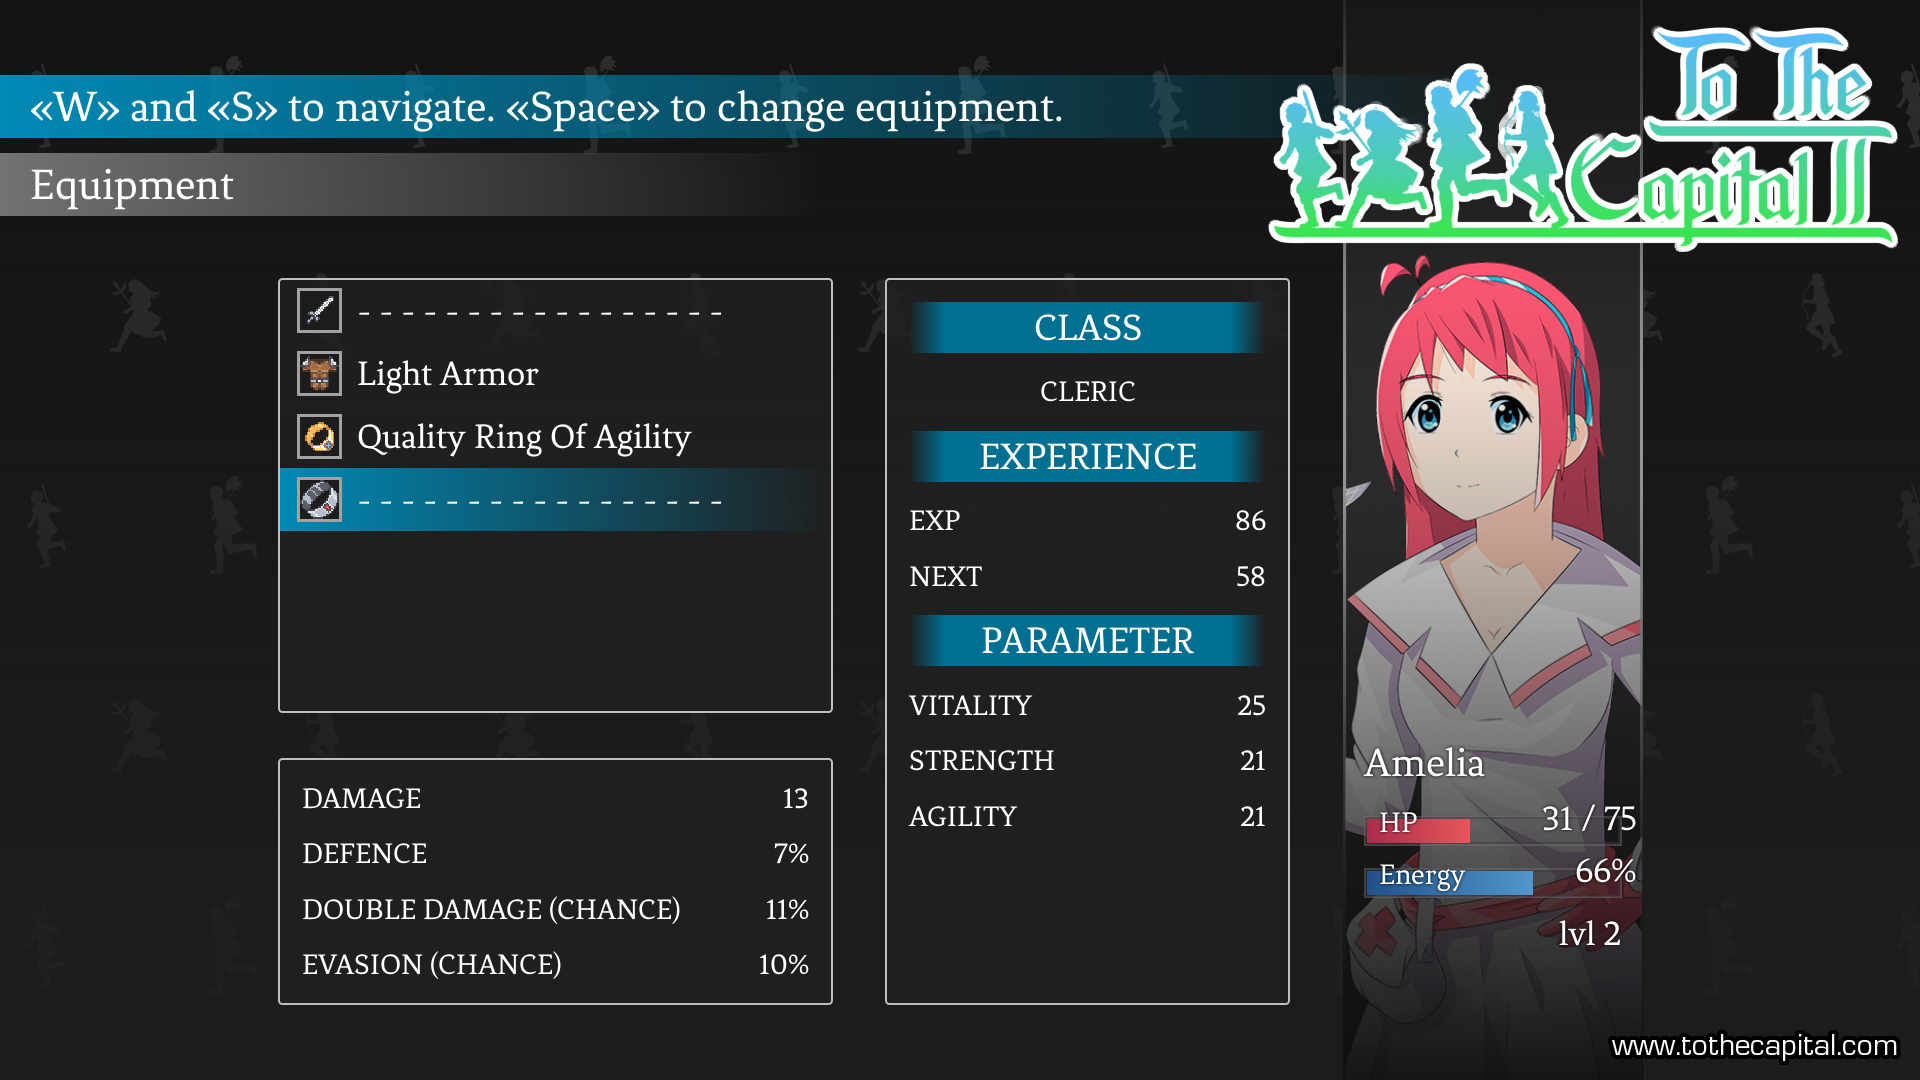 To The
Capital II
«W» and «S» to navigate. «Space» to change equipment.
Equipment
- - - - - - - - - - - - - - - - -
Light Armor
Quality Ring Of Agility
- - - - - - - - - - - - - - - - -
DAMAGE 13
DEFENCE 7%
DOUBLE DAMAGE (CHANCE) 11%
EVASION (CHANCE) 10%
CLASS
CLERIC
EXPERIENCE
EXP 86
NEXT 58
PARAMETER
VITALITY 25
STRENGTH 21
AGILITY 21
Amelia
HP 31 / 75
Energy 66%
lvl 2
www.tothecapital.com